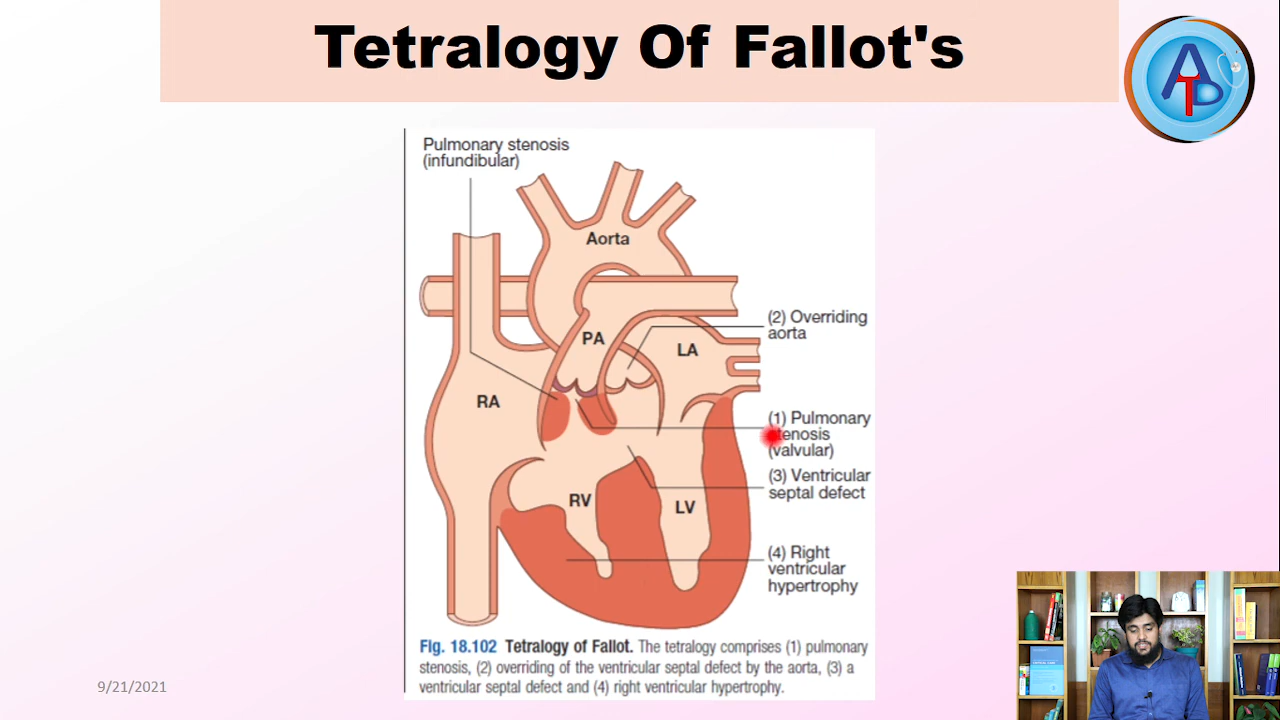 Tetralogy Of Fallot's
ATB
Pulmonary stenosis
(infundibular)
Aorta
(2) Overriding
aorta
PA
LA
RA
(1) Pulmonary
tenosis
(valvular)
(3) Ventricular
septal defect
RV
LV
(4) Right
ventricular
hypertrophy
Fig. 18.102 Tetralogy of Fallot. The tetralogy comprises (1) pulmonary
stenosis, (2) overriding of the ventricular septal defect by the aorta, (3) a
ventricular septal defect and (4) right ventricular hypertrophy.
9/21/2021